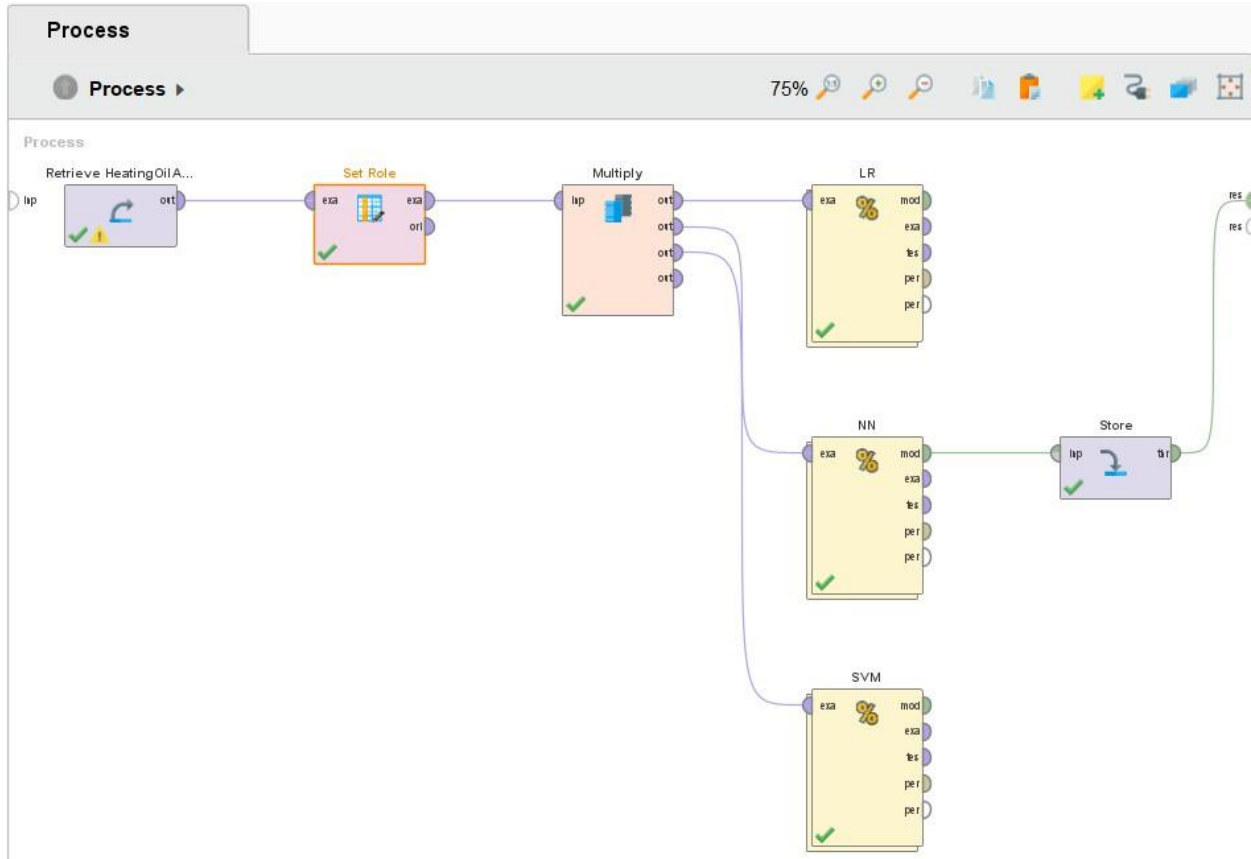 Process
Process
75%
Process
Retrieve HeatingOilA...
Set Role
Multiply
LR
inp
out
exa
exa
ori
inp
out
out
out
out
exa
mod
exa
tes
per
per
res
res
NN
exa
mod
exa
tes
per
per
Store
inp
thr
SVM
exa
mod
exa
tes
per
per